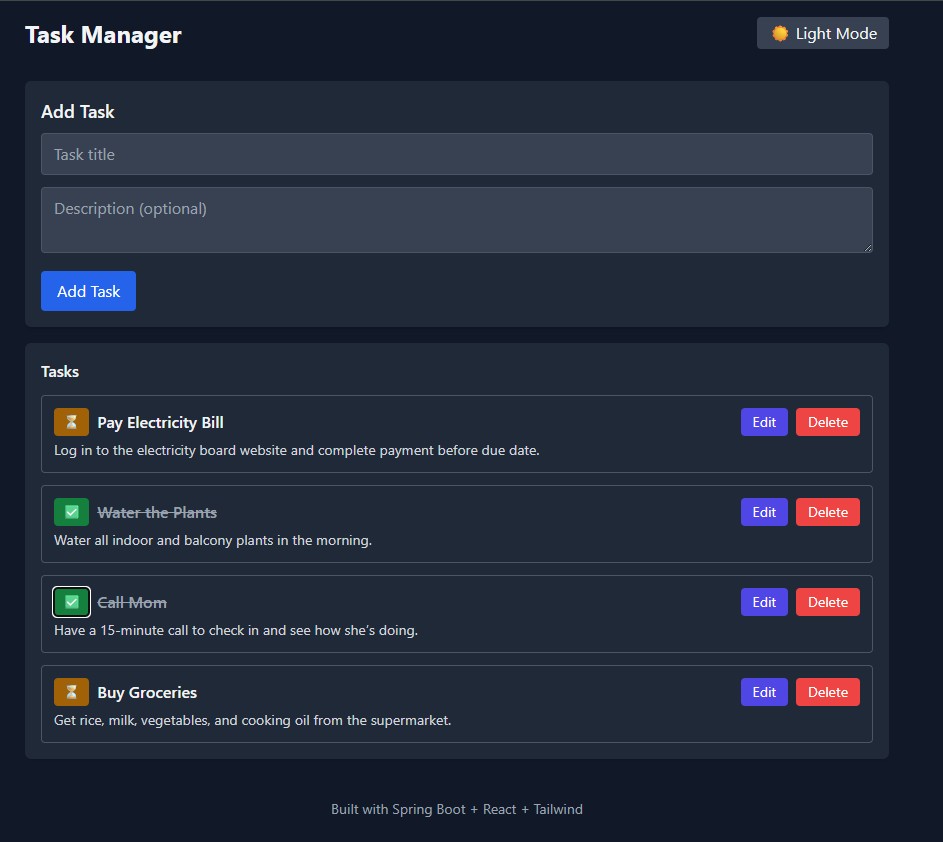 Task Manager
Light Mode
Add Task
Task title
Description (optional)
Add Task
Tasks
Pay Electricity Bill
Edit
Delete
Log in to the electricity board website and complete payment before due date.
Water the Plants
Edit
Delete
Water all indoor and balcony plants in the morning.
Call Mom
Edit
Delete
Have a 15-minute call to check in and see how she’s doing.
Buy Groceries
Edit
Delete
Get rice, milk, vegetables, and cooking oil from the supermarket.
Built with Spring Boot + React + Tailwind